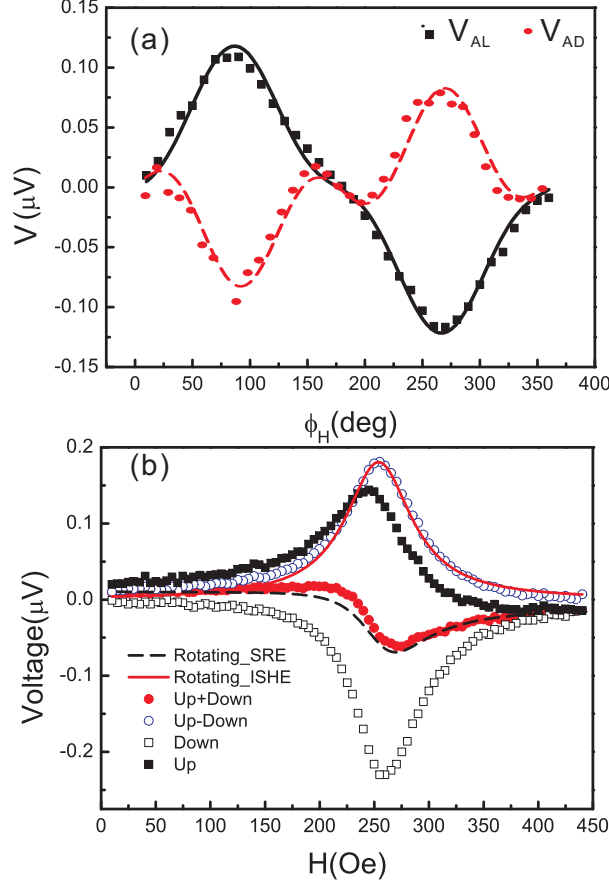 (a)
V_AL V_AD
0.10
0.05
0.00
-0.05
-0.10
-0.15
V(μV)
0 50 100 150 200 250 300 350 400
ϕ_H(deg)
(b)
0.2
0.1
0.0
-0.1
-0.2
Voltage(μV)
Rotating_SRE
Rotating_ISHE
Up+Down
Up-Down
Down
Up
0 50 100 150 200 250 300 350 400 450
H(Oe)